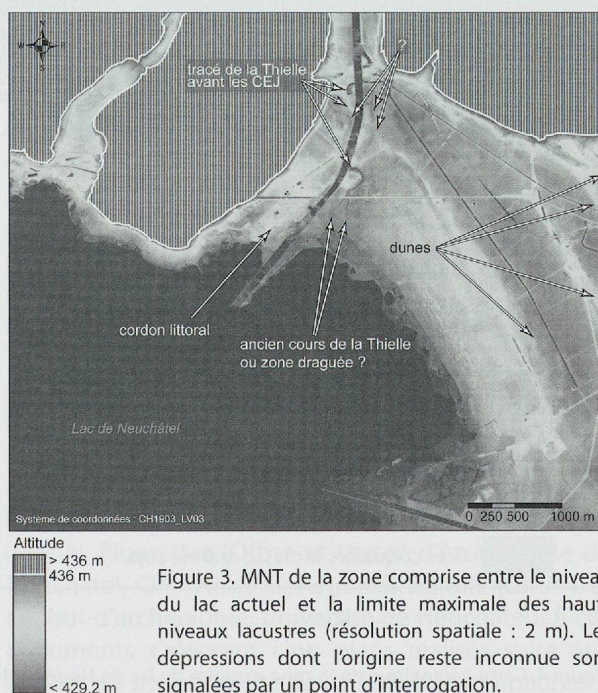 N
W E
S
?
tracé de la Thielle
avant les CEJ
dunes
cordon littoral
ancien cours de la Thielle
ou zone draguée ?
Lac de Neuchâtel
Système de coordonnées : CH1903_LV03
0 250 500 1000 m
Altitude
> 436 m
436 m
< 429.2 m
Figure 3. MNT de la zone comprise entre le niveau
du lac actuel et la limite maximale des hauts
niveaux lacustres (résolution spatiale : 2 m). Les
dépressions dont l'origine reste inconnue sont
signalées par un point d'interrogation.